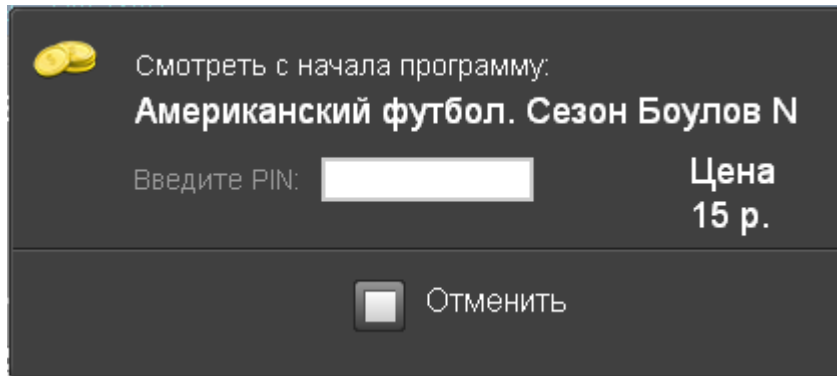 Смотреть с начала программу:
Американский футбол. Сезон Боулов N
Введите PIN:
Цена
15 р.
Отменить